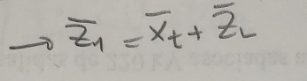 → Z̅₁ = X̅t + Z̅L